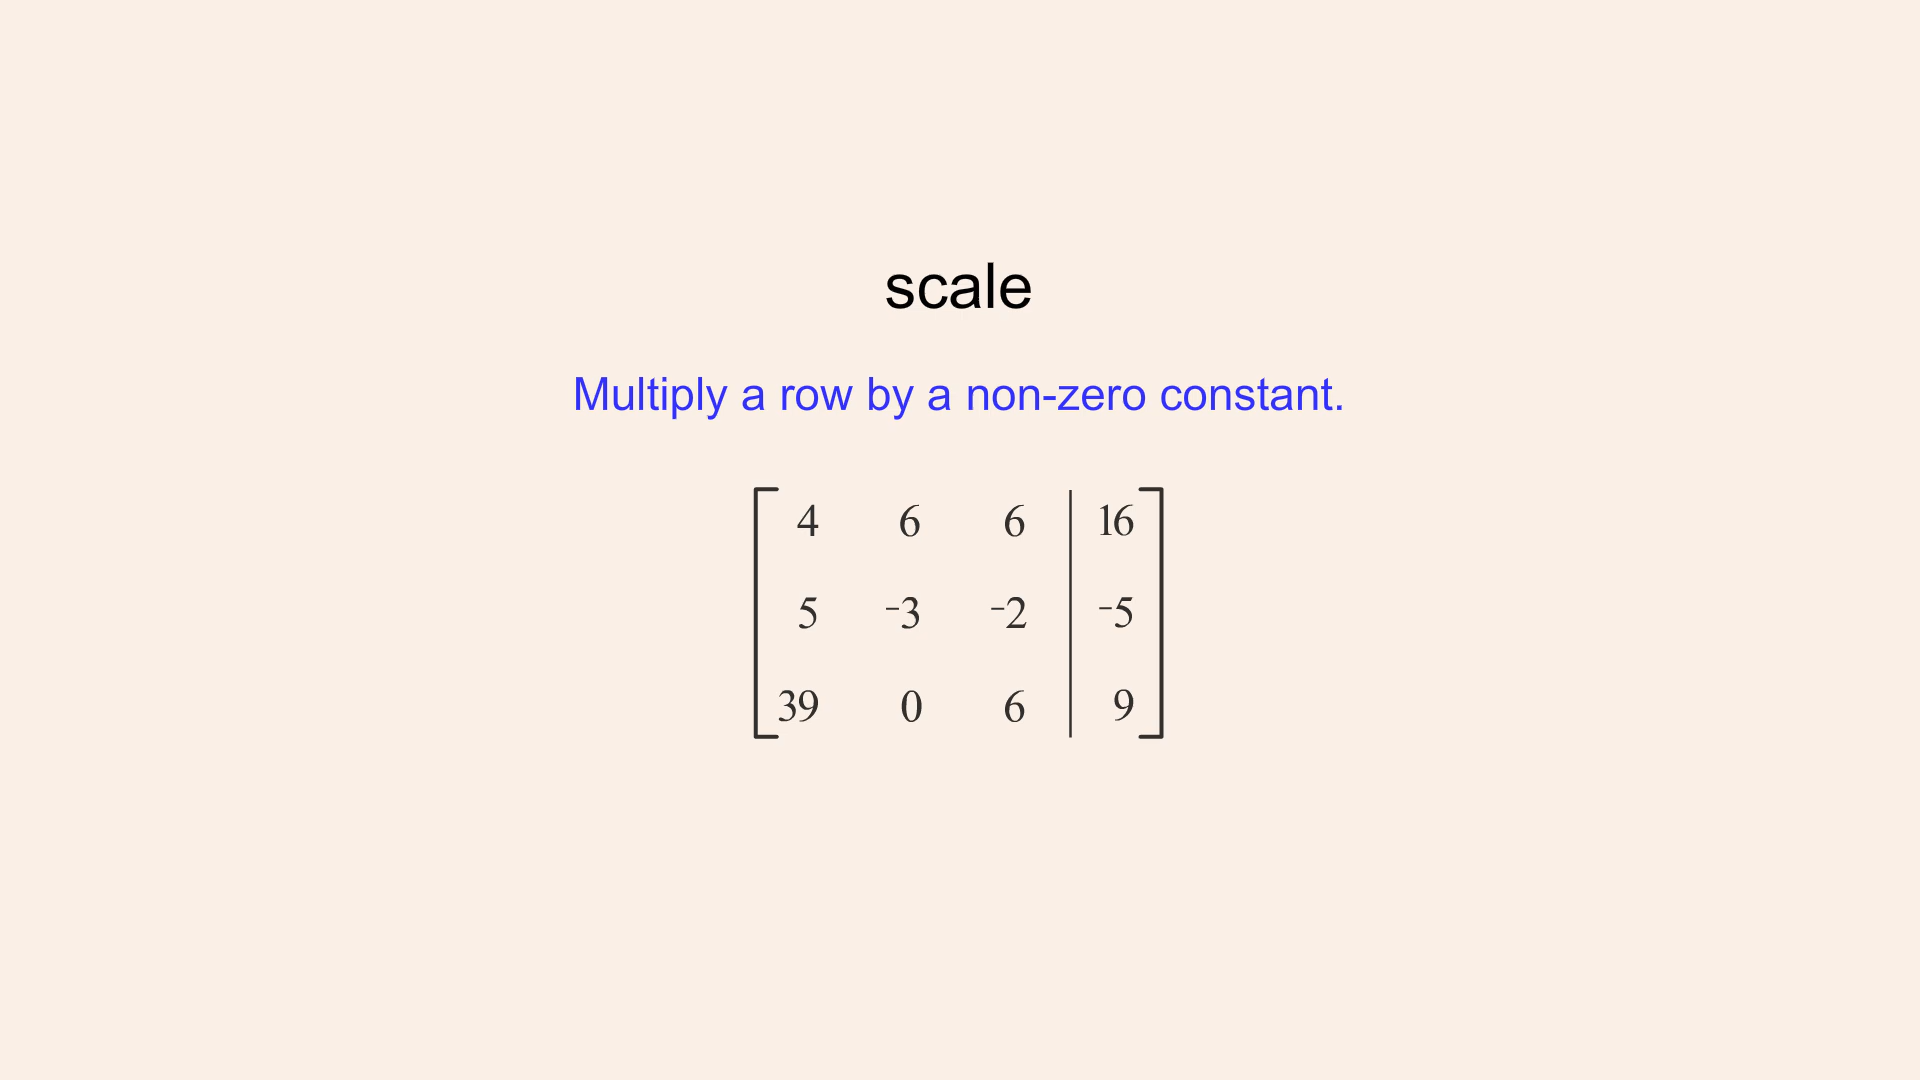 scale
Multiply a row by a non-zero constant.
4 6 6 16
5 -3 -2 -5
39 0 6 9